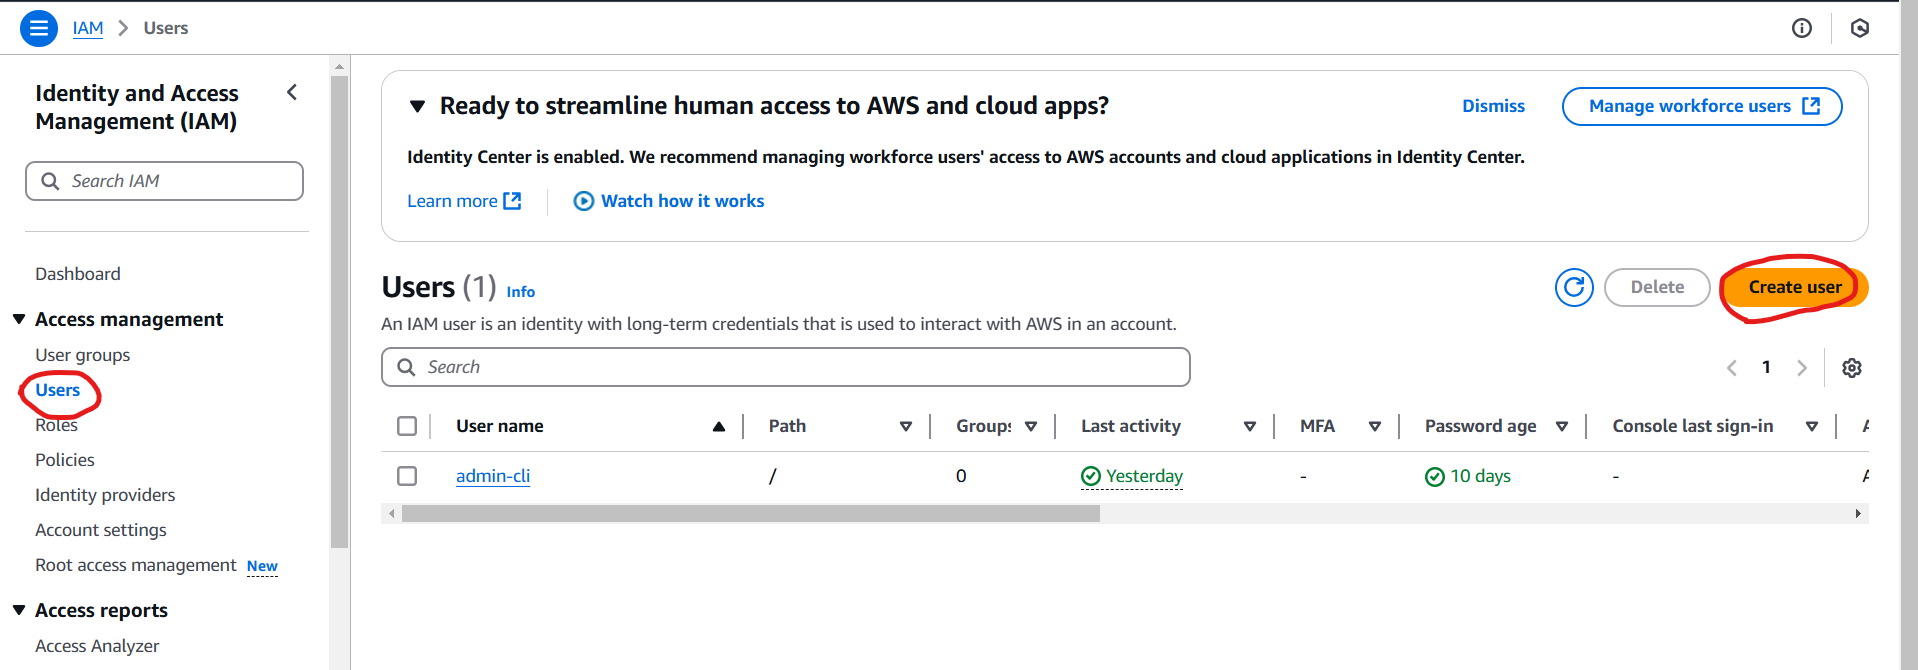 IAM > Users
Identity and Access
Management (IAM)
Search IAM
Dashboard
Access management
User groups
Users
Roles
Policies
Identity providers
Account settings
Root access management New
Access reports
Access Analyzer
Ready to streamline human access to AWS and cloud apps?
Dismiss
Manage workforce users
Identity Center is enabled. We recommend managing workforce users' access to AWS accounts and cloud applications in Identity Center.
Learn more
Watch how it works
Users (1) Info
Delete
Create user
An IAM user is an identity with long-term credentials that is used to interact with AWS in an account.
Search
1
User name Path Groups Last activity MFA Password age Console last sign-in
admin-cli / 0 Yesterday - 10 days -